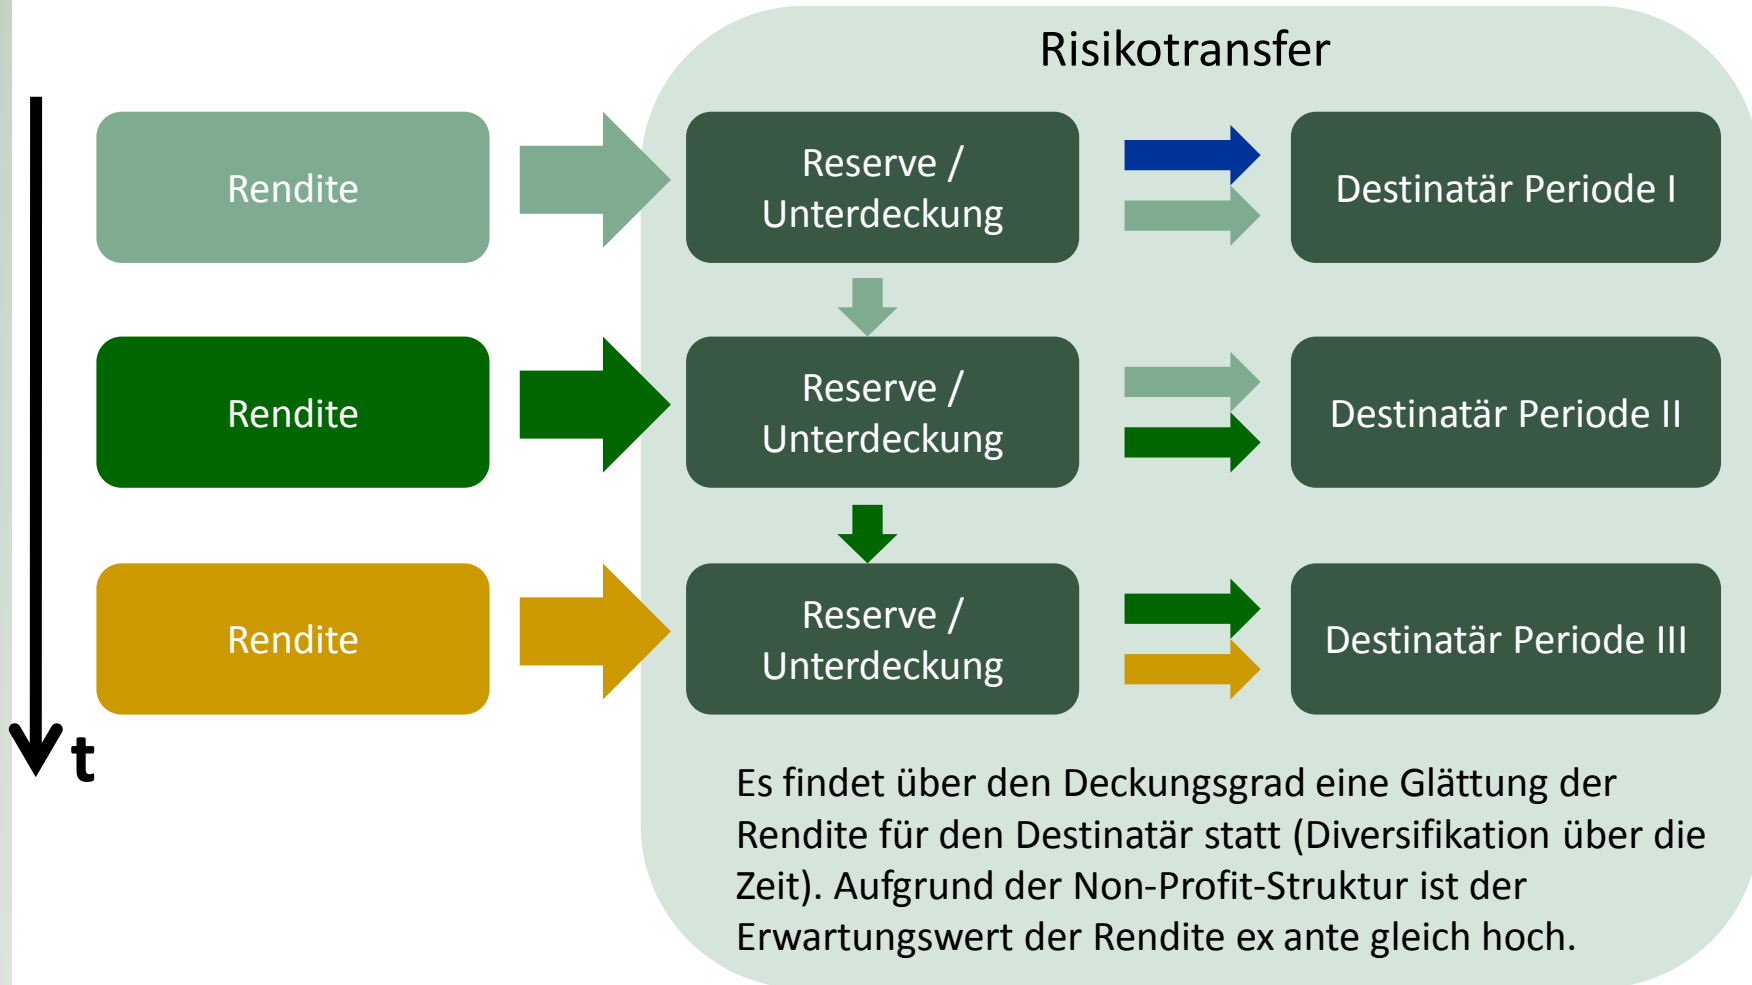 Risikotransfer
Rendite
Reserve /
Unterdeckung
Destinatär Periode I
Rendite
Reserve /
Unterdeckung
Destinatär Periode II
Rendite
Reserve /
Unterdeckung
Destinatär Periode III
t
Es findet über den Deckungsgrad eine Glättung der
Rendite für den Destinatär statt (Diversifikation über die
Zeit). Aufgrund der Non-Profit-Struktur ist der
Erwartungswert der Rendite ex ante gleich hoch.